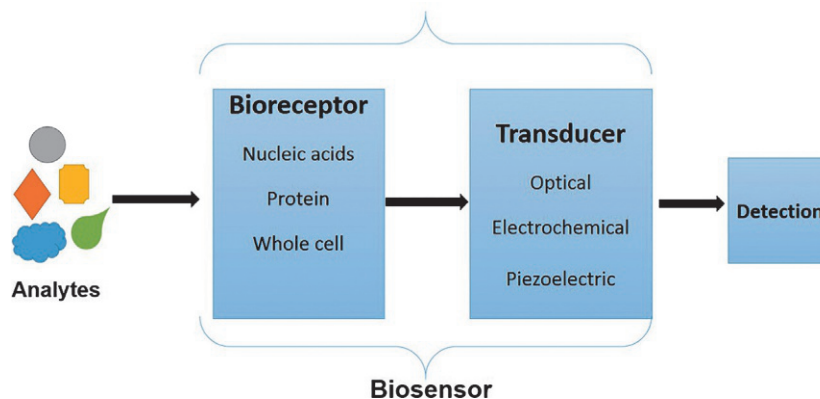 Analytes
Bioreceptor
Nucleic acids
Protein
Whole cell
Transducer
Optical
Electrochemical
Piezoelectric
Detection
Biosensor